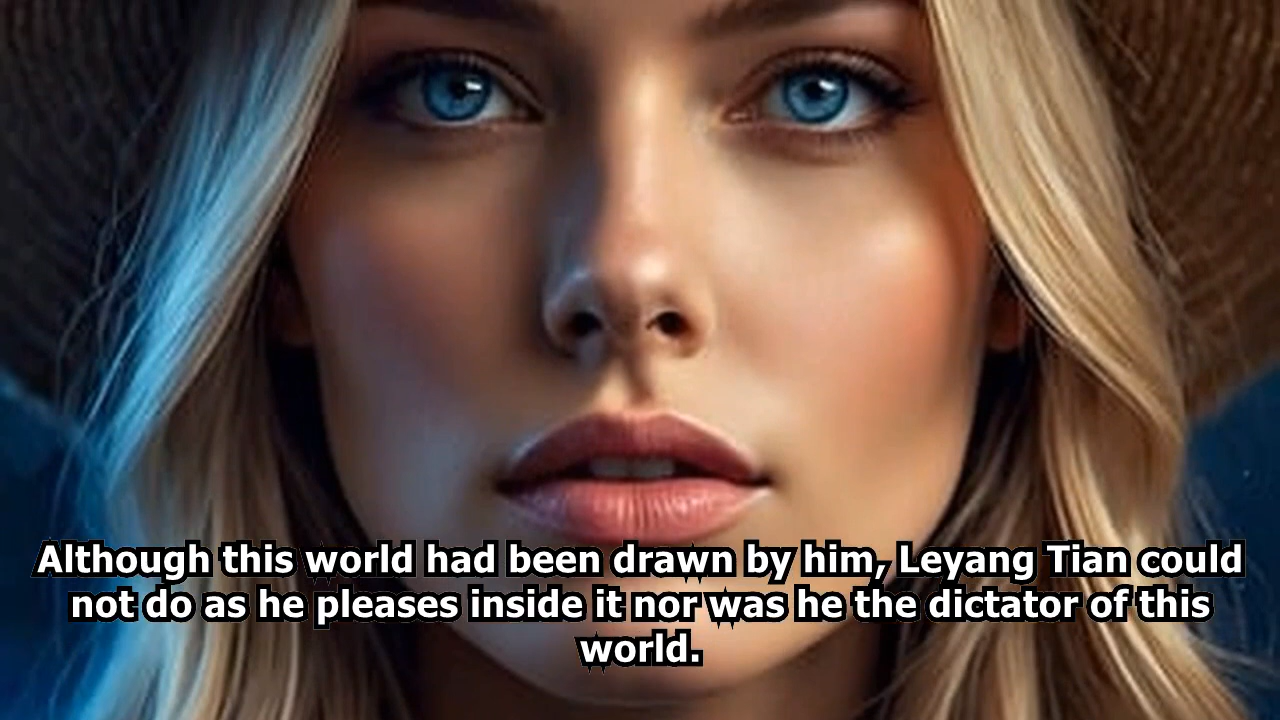 Although this world had been drawn by him, Leyang Tian could
not do as he pleases inside it nor was he the dictator of this
world.